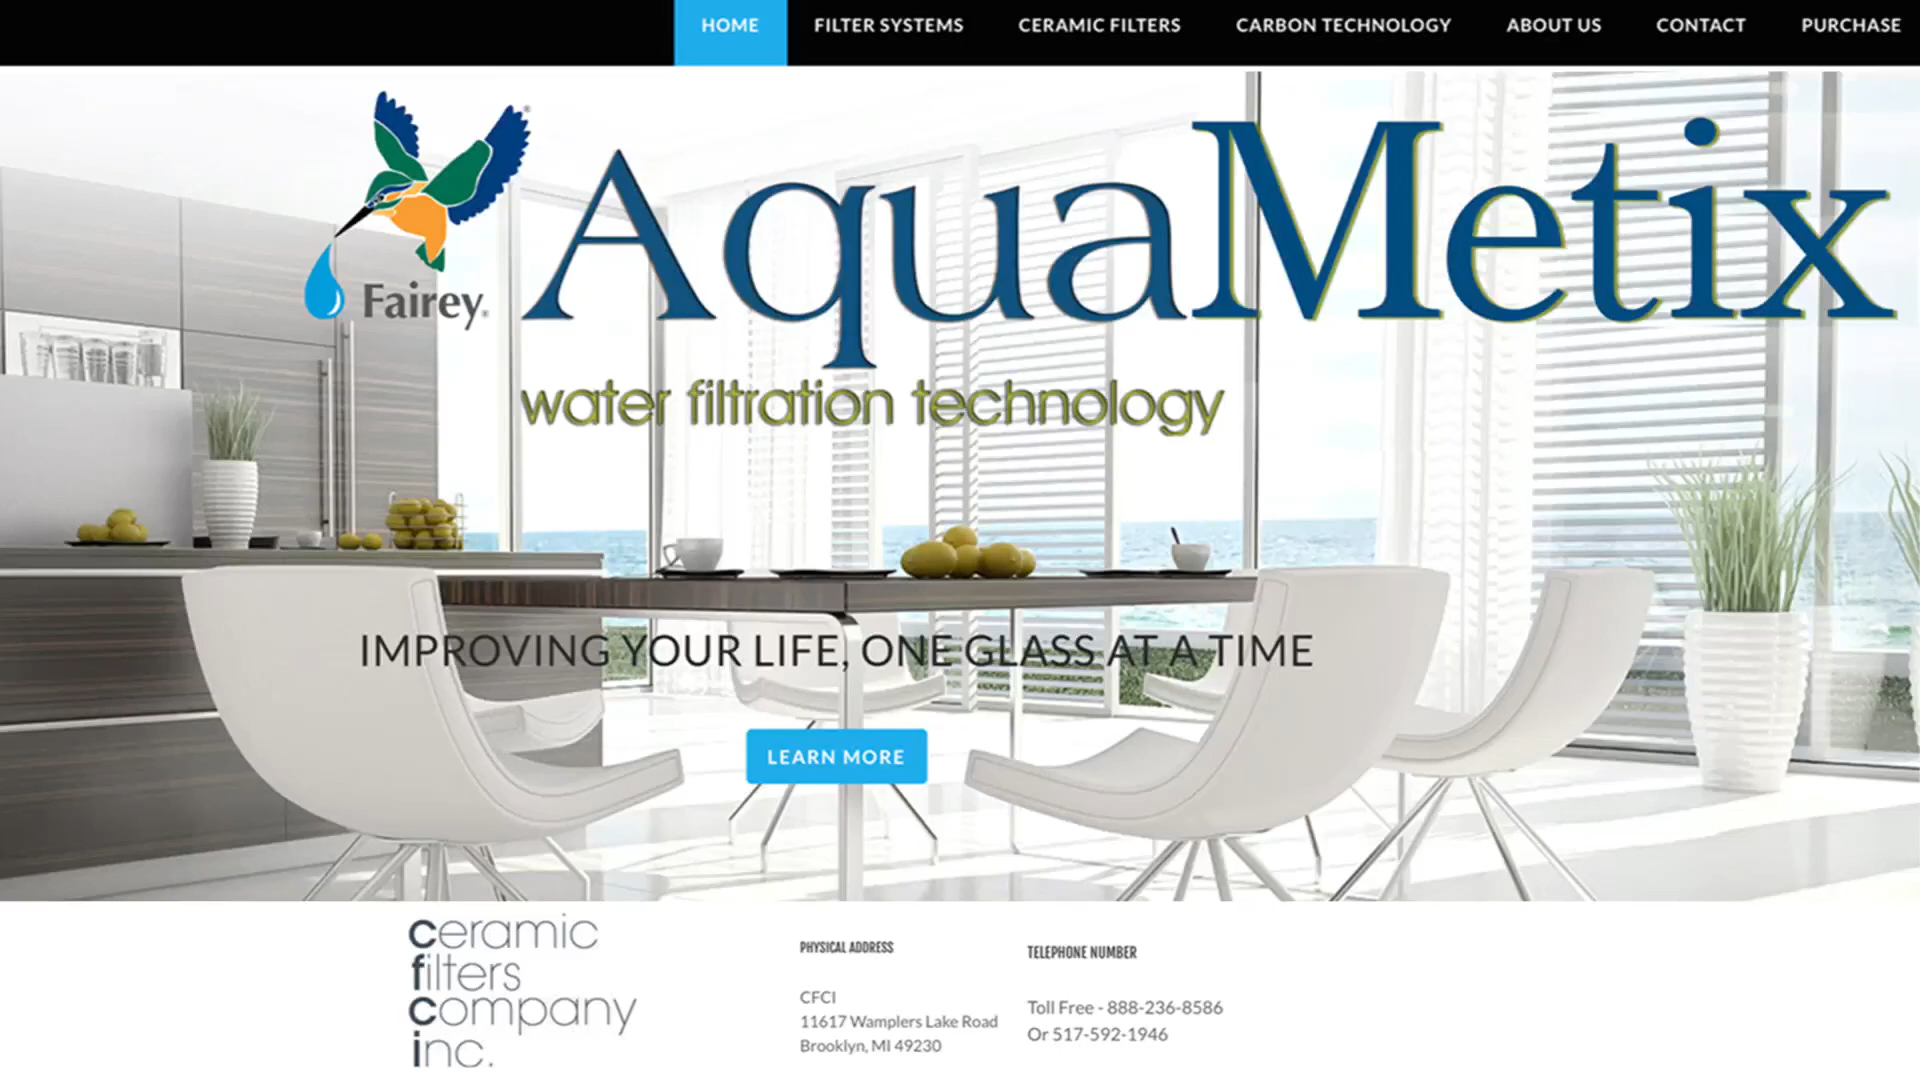 HOME FILTER SYSTEMS CERAMIC FILTERS CARBON TECHNOLOGY ABOUT US CONTACT PURCHASE
Fairey®
AquaMetix
water filtration technology
IMPROVING YOUR LIFE, ONE GLASS AT A TIME
LEARN MORE
ceramic
filters
company
inc.
PHYSICAL ADDRESS
CFCI
11617 Wamplers Lake Road
Brooklyn, MI 49230
TELEPHONE NUMBER
Toll Free - 888-236-8586
Or 517-592-1946